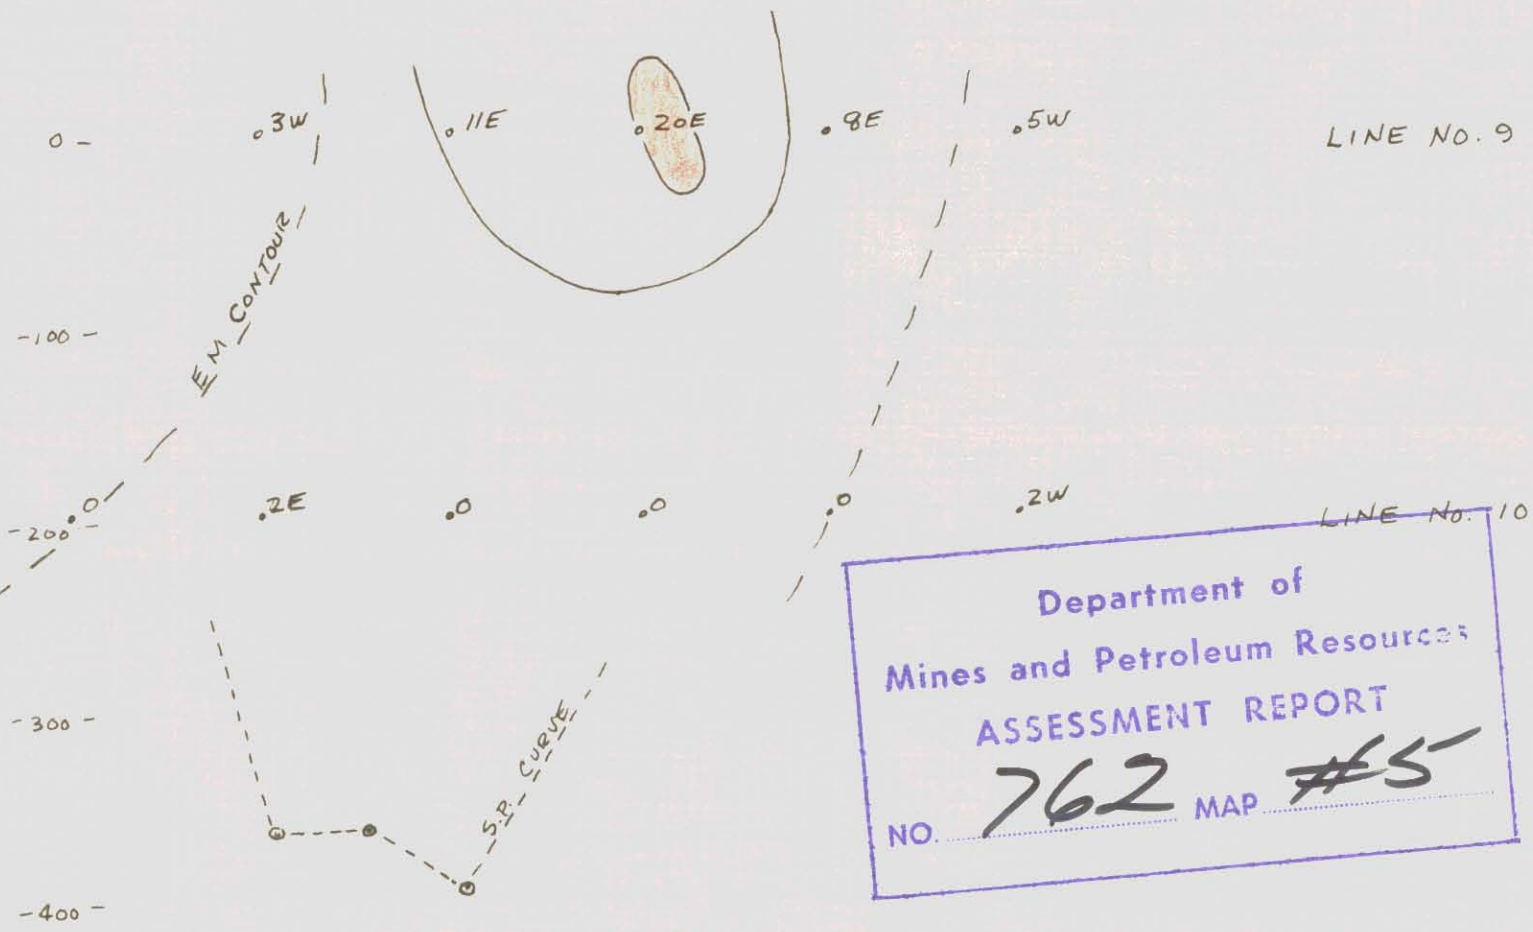 0 - .3W .11E .20E .8E .5W LINE NO. 9
EM CONTOUR
-100 -
-200 - .0 .2E .0 .0 .0 .2W LINE No. 10
Department of
Mines and Petroleum Resources
ASSESSMENT REPORT
NO. 762 MAP #5
-300 -
S.P. CURVE
-400 -